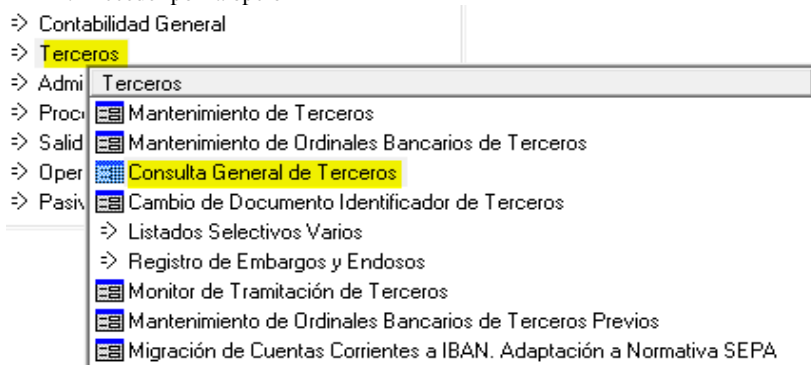 Contabilidad General
Terceros
Admi
Terceros
Proc
Mantenimiento de Terceros
Salid
Mantenimiento de Ordinales Bancarios de Terceros
Oper
Consulta General de Terceros
Pasiv
Cambio de Documento Identificador de Terceros
Listados Selectivos Varios
Registro de Embargos y Endosos
Monitor de Tramitación de Terceros
Mantenimiento de Ordinales Bancarios de Terceros Previos
Migración de Cuentas Corrientes a IBAN. Adaptación a Normativa SEPA